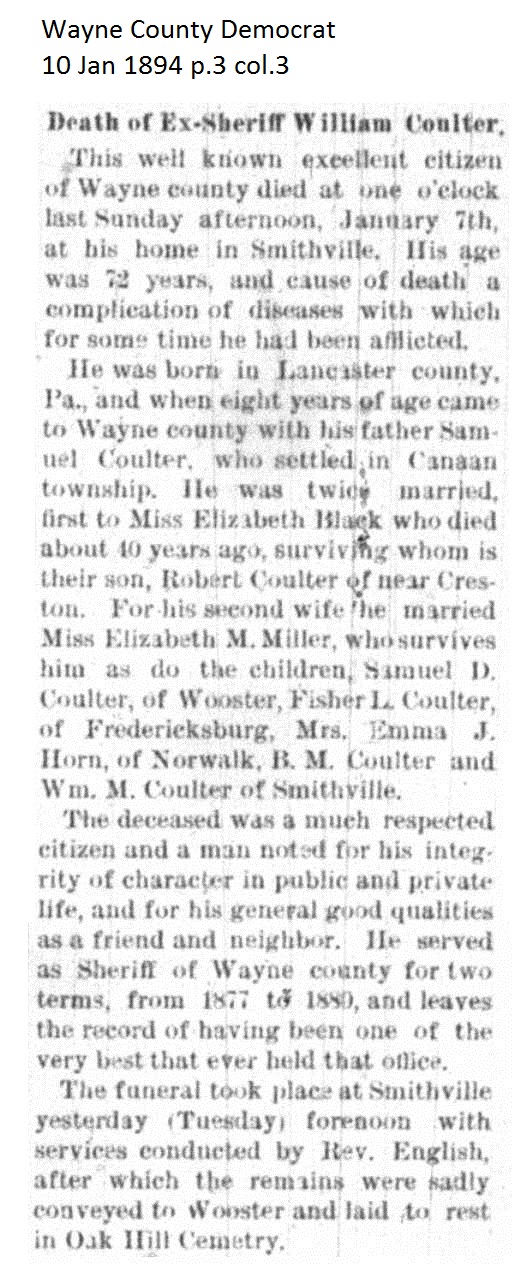 Wayne County Democrat
10 Jan 1894 p.3 col.3
Death of Ex-Sheriff William Coulter.
This well known excellent citizen
of Wayne county died at one o'clock
last Sunday afternoon, January 7th,
at his home in Smithville. His age
was 72 years, and cause of death a
complication of diseases with which
for some time he had been afflicted.
He was born in Lancaster county,
Pa., and when eight years of age came
to Wayne county with his father Sam-
uel Coulter, who settled in Canaan
township. He was twice married,
first to Miss Elizabeth Black who died
about 40 years ago, surviving whom is
their son, Robert Coulter of near Cres-
ton. For his second wife he married
Miss Elizabeth M. Miller, who survives
him as do the children, Samuel D.
Coulter, of Wooster, Fisher L. Coulter,
of Fredericksburg, Mrs. Emma J.
Horn, of Norwalk, B. M. Coulter and
Wm. M. Coulter of Smithville.
The deceased was a much respected
citizen and a man noted for his integ-
rity of character in public and private
life, and for his general good qualities
as a friend and neighbor. He served
as Sheriff of Wayne county for two
terms, from 1877 to 1880, and leaves
the record of having been one of the
very best that ever held that office.
The funeral took place at Smithville
yesterday (Tuesday) forenoon with
services conducted by Rev. English,
after which the remains were sadly
conveyed to Wooster and laid to rest
in Oak Hill Cemetry.